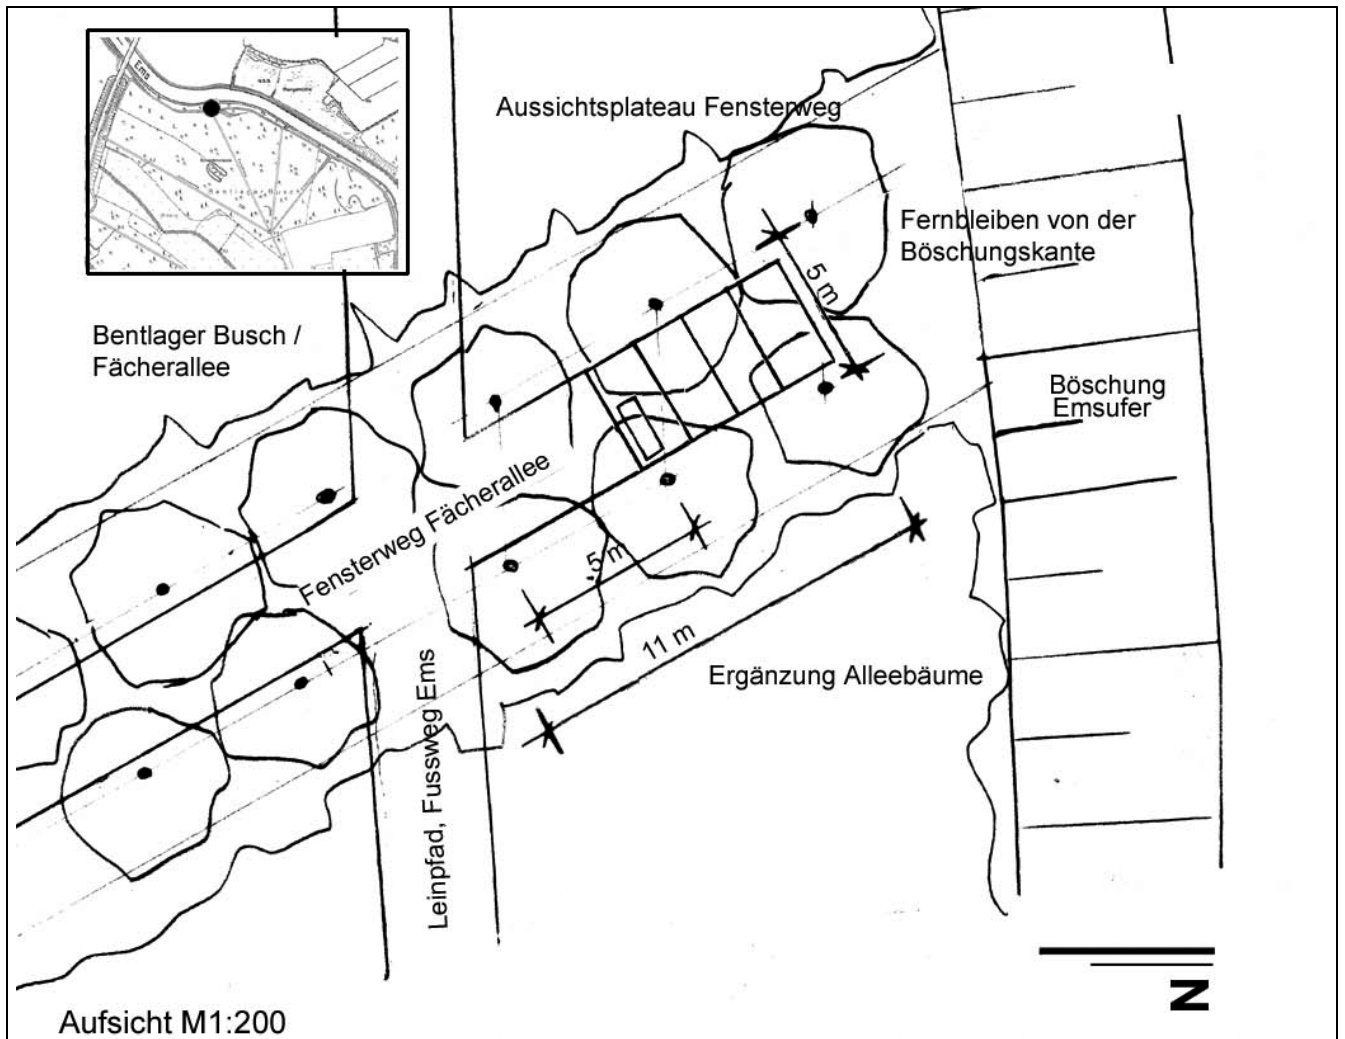 Ems
Aussichtsplateau Fensterweg
Fernbleiben von der
Böschungskante
5 m
Bentlager Busch /
Fächerallee
Böschung
Emsufer
Fensterweg Fächerallee
5 m
11 m
Ergänzung Alleebäume
Leinpfad, Fussweg Ems
N
Aufsicht M1:200